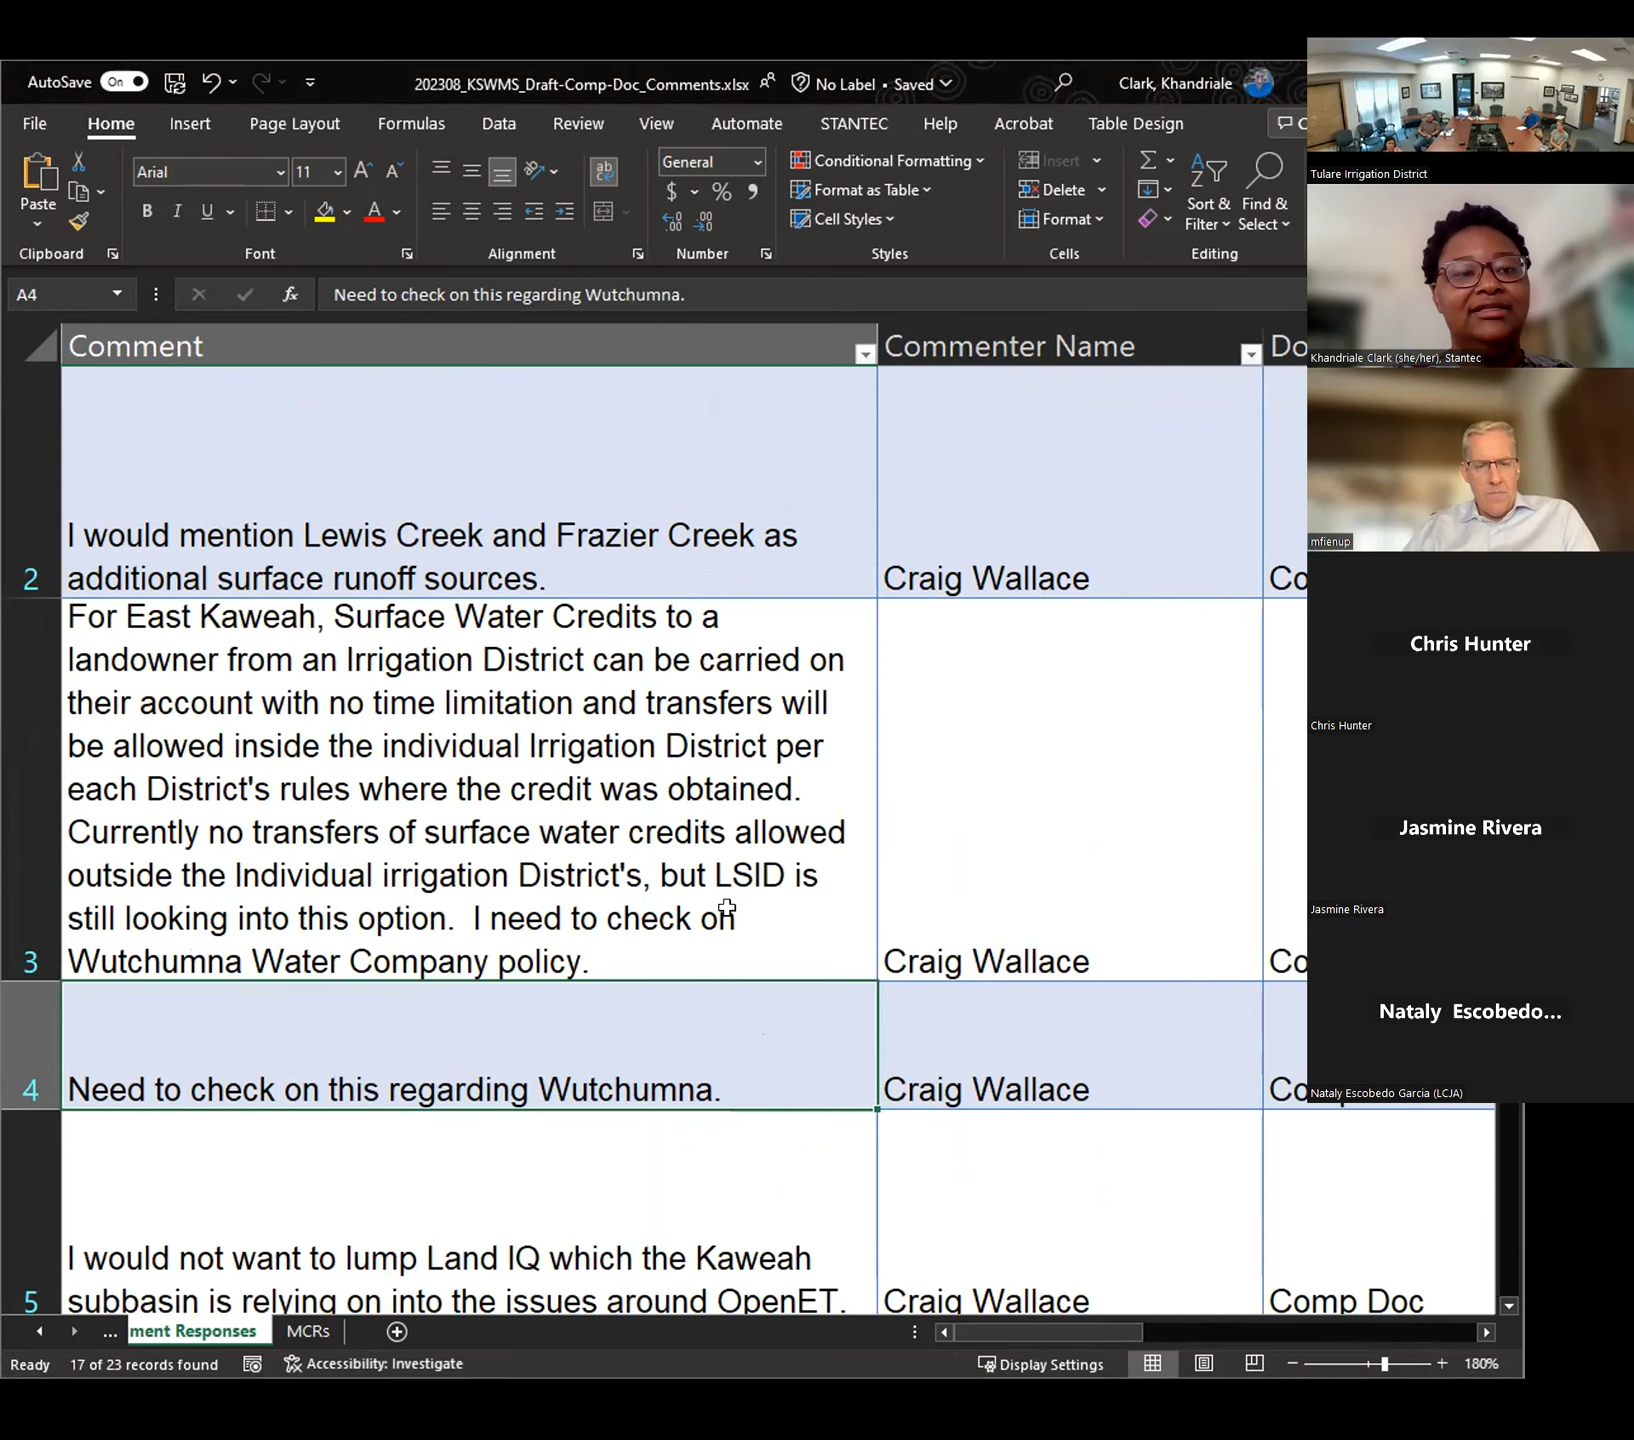 AutoSave On
202308_KSWMS_Draft-Comp-Doc_Comments.xlsx
No Label • Saved
Clark, Khandriale
File Home Insert Page Layout Formulas Data Review View Automate STANTEC Help Acrobat Table Design
Paste
Arial 11
B I U
ab
General
$ % 9
Conditional Formatting
Format as Table
Cell Styles
Insert
Delete
Format
Sort &
Filter
Find &
Select
Clipboard Font Alignment Number Styles Cells Editing
A4 fx Need to check on this regarding Wutchumna.
Comment Commenter Name Do
I would mention Lewis Creek and Frazier Creek as
2 additional surface runoff sources. Craig Wallace Co
For East Kaweah, Surface Water Credits to a
landowner from an Irrigation District can be carried on
their account with no time limitation and transfers will
be allowed inside the individual Irrigation District per
each District's rules where the credit was obtained.
Currently no transfers of surface water credits allowed
outside the Individual irrigation District's, but LSID is
still looking into this option.  I need to check on
3 Wutchumna Water Company policy. Craig Wallace Co
4 Need to check on this regarding Wutchumna. Craig Wallace Co
I would not want to lump Land IQ which the Kaweah
5 subbasin is relying on into the issues around OpenET. Craig Wallace Comp Doc
... ment Responses MCRs
Ready 17 of 23 records found Accessibility: Investigate Display Settings 180%
Tulare Irrigation District
Khandriale Clark (she/her), Stantec
mfienup
Chris Hunter
Chris Hunter
Jasmine Rivera
Jasmine Rivera
Nataly Escobedo...
Nataly Escobedo Garcia (LCJA)